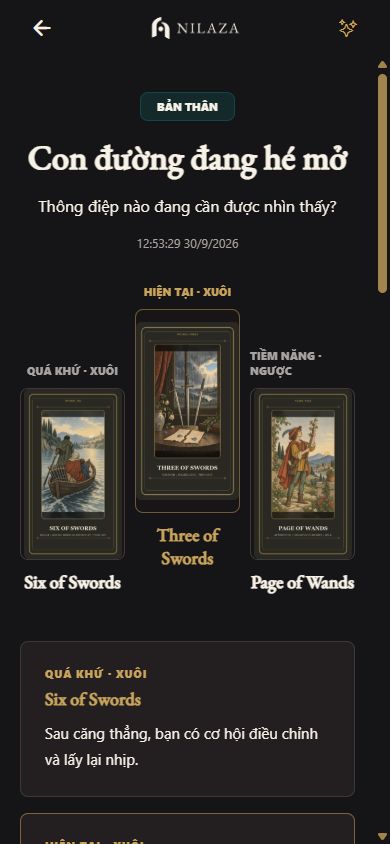 NILAZA
BẢN THÂN
Con đường đang hé mở
Thông điệp nào đang cần được nhìn thấy?
12:53:29 30/9/2026
HIỆN TẠI · XUÔI
QUÁ KHỨ · XUÔI
TIỀM NĂNG ·
NGƯỢC
THREE OF SWORDS
SIX OF SWORDS
PAGE OF WANDS
Three of
Swords
Six of Swords
Page of Wands
QUÁ KHỨ · XUÔI
Six of Swords
Sau căng thẳng, bạn có cơ hội điều chỉnh
và lấy lại nhịp.
HIỆN TẠI · XUÔI